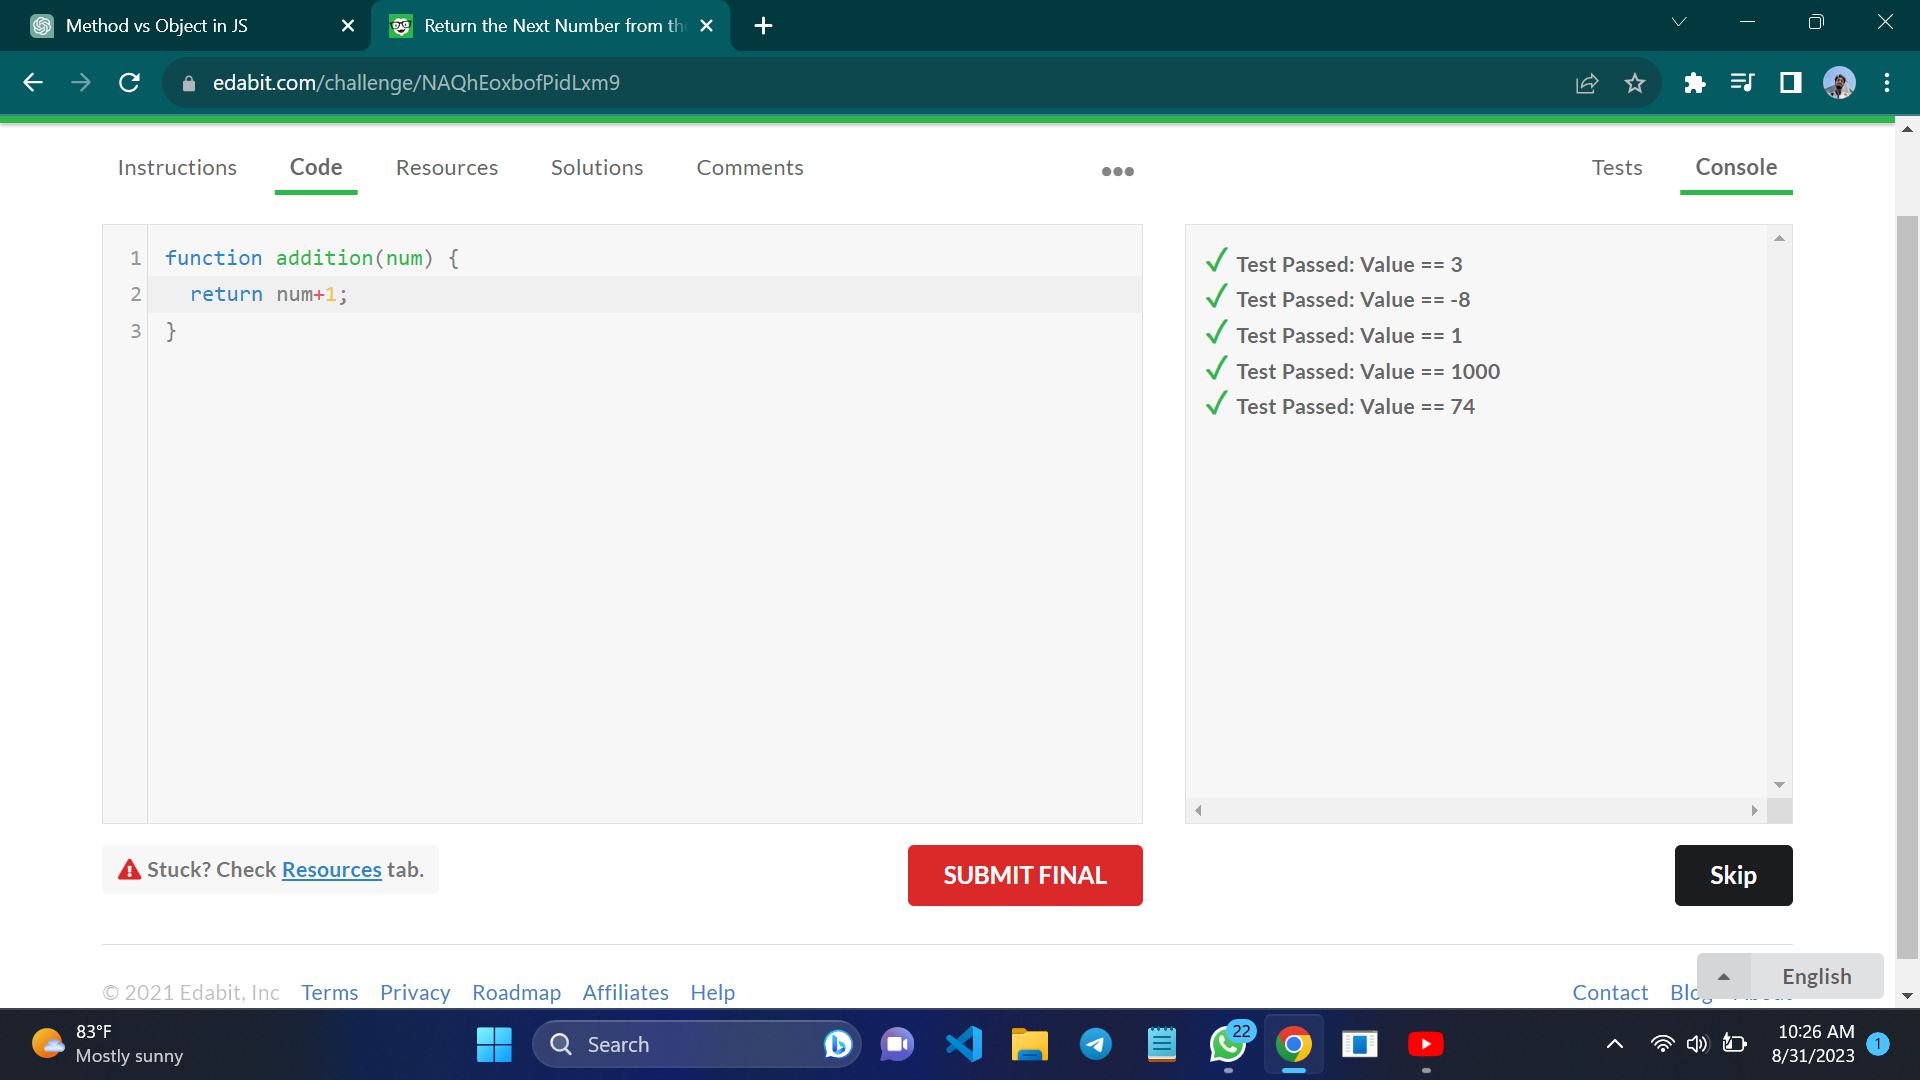 Method vs Object in JS
Return the Next Number from th
edabit.com/challenge/NAQhEoxbofPidLxm9
Instructions Code Resources Solutions Comments ••• Tests Console
1 function addition(num) {
2 return num+1;
3 }
Test Passed: Value == 3
Test Passed: Value == -8
Test Passed: Value == 1
Test Passed: Value == 1000
Test Passed: Value == 74
Stuck? Check Resources tab.
SUBMIT FINAL
Skip
© 2021 Edabit, Inc Terms Privacy Roadmap Affiliates Help
Contact
English
83°F
Mostly sunny
Search
22
10:26 AM
8/31/2023
1